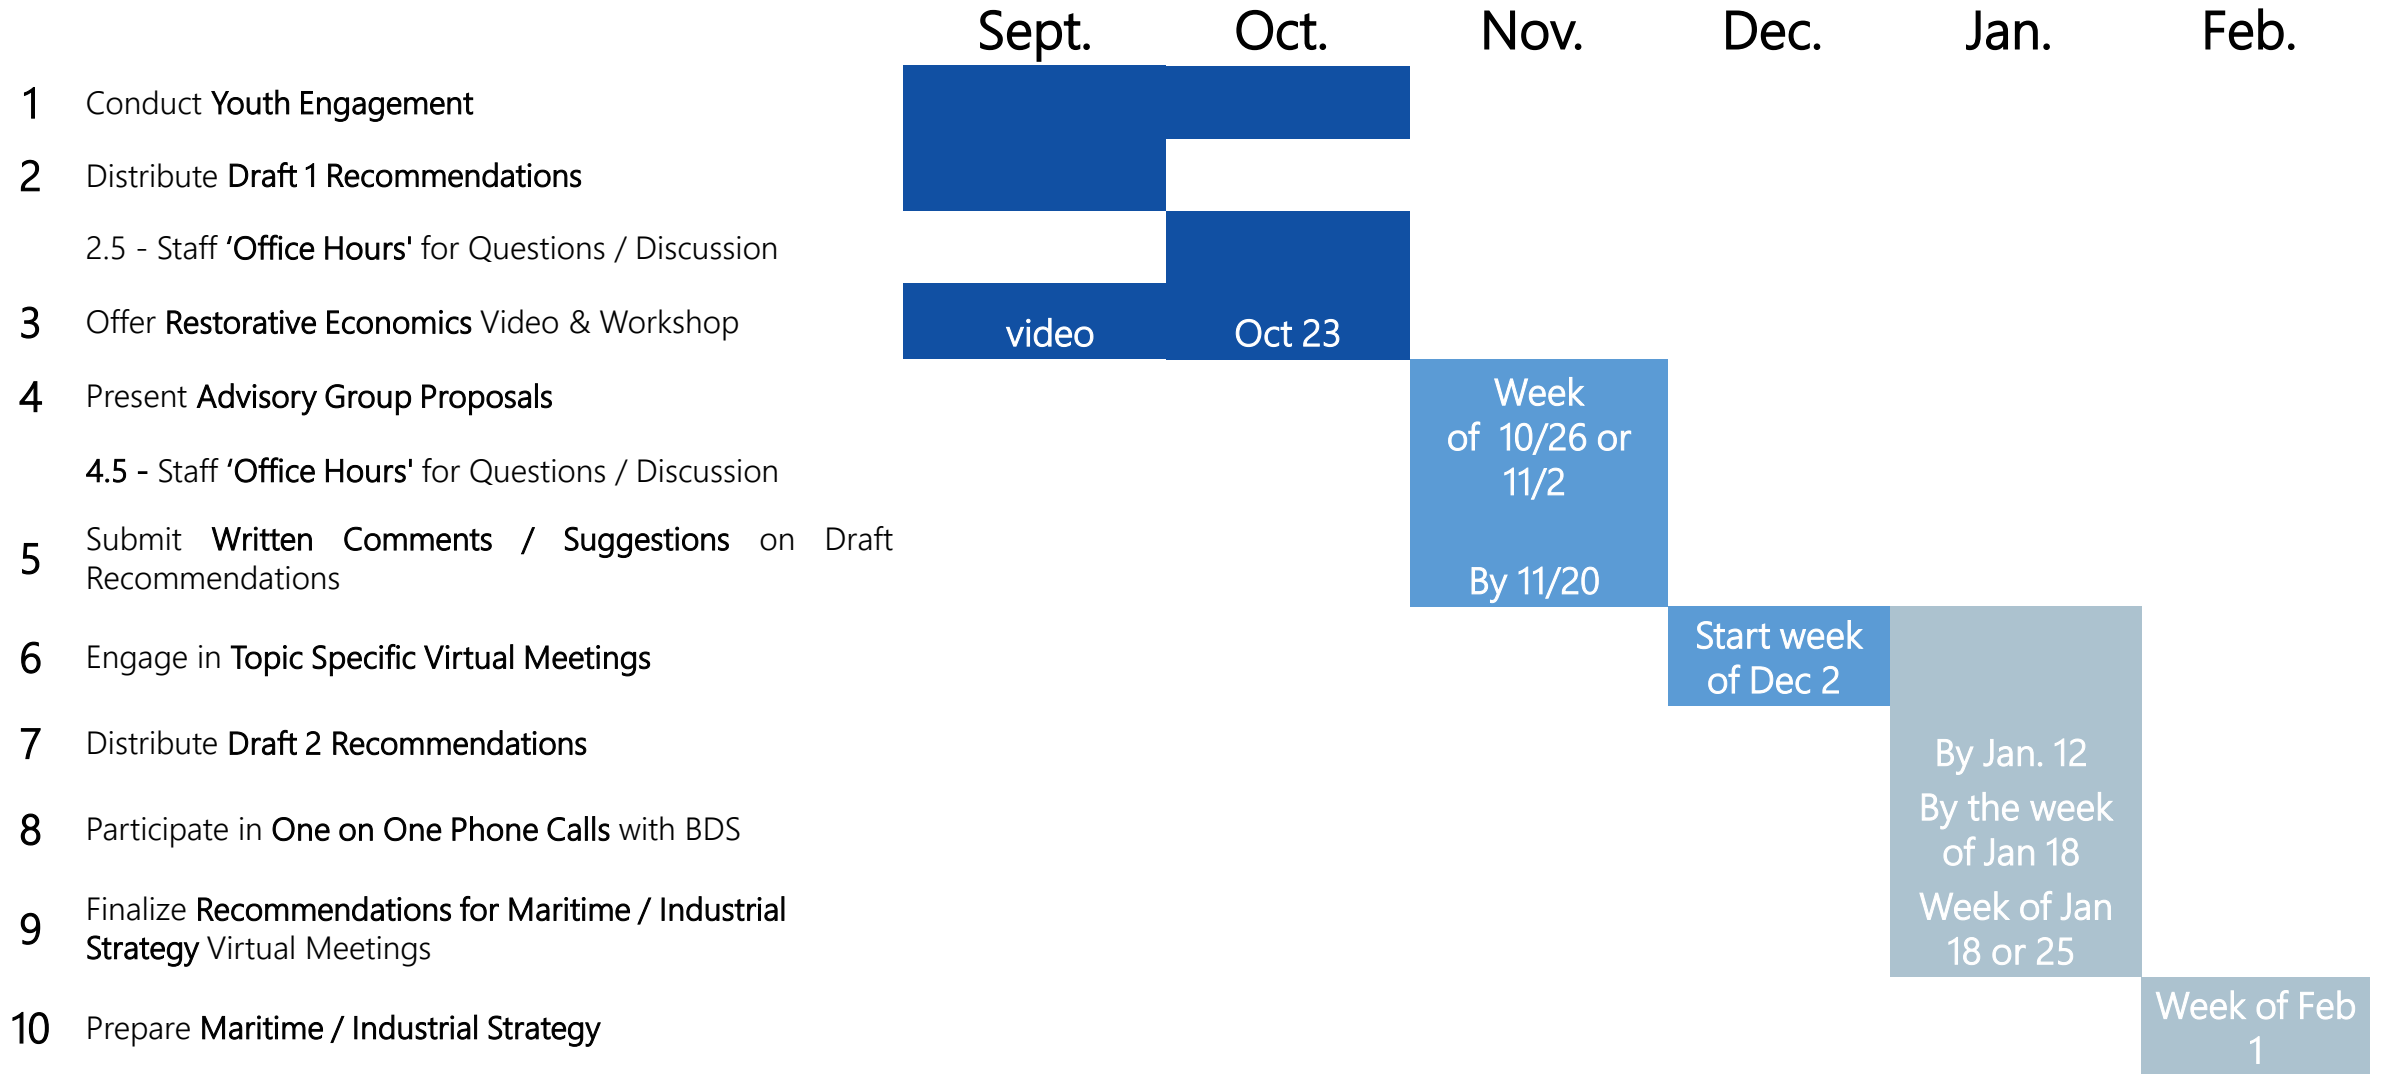 Sept. Oct. Nov. Dec. Jan. Feb.
1 Conduct Youth Engagement
2 Distribute Draft 1 Recommendations
2.5 - Staff ‘Office Hours' for Questions / Discussion
3 Offer Restorative Economics Video & Workshop
video
Oct 23
4 Present Advisory Group Proposals
Week
of 10/26 or
11/2
4.5 - Staff ‘Office Hours' for Questions / Discussion
5 Submit Written Comments / Suggestions on Draft
Recommendations
By 11/20
6 Engage in Topic Specific Virtual Meetings
Start week
of Dec 2
7 Distribute Draft 2 Recommendations
By Jan. 12
8 Participate in One on One Phone Calls with BDS
By the week
of Jan 18
9 Finalize Recommendations for Maritime / Industrial
Strategy Virtual Meetings
Week of Jan
18 or 25
10 Prepare Maritime / Industrial Strategy
Week of Feb
1